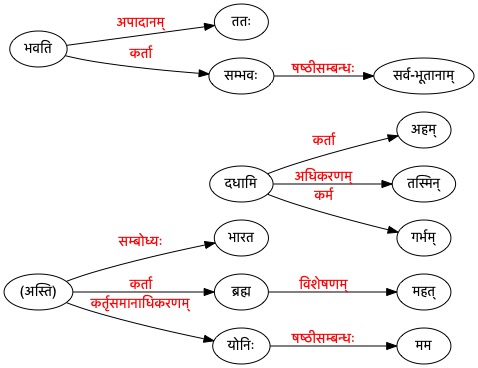 अपादानम्
ततः
भवति
कर्ता
सम्भवः
षष्ठीसम्बन्धः
सर्व-भूतानाम्
अहम्
कर्ता
दधामि
अधिकरणम्
तस्मिन्
कर्म
गर्भम्
सम्बोध्यः
भारत
(अस्ति)
कर्ता
ब्रह्म
विशेषणम्
महत्
कर्तृसमानाधिकरणम्
योनिः
षष्ठीसम्बन्धः
मम